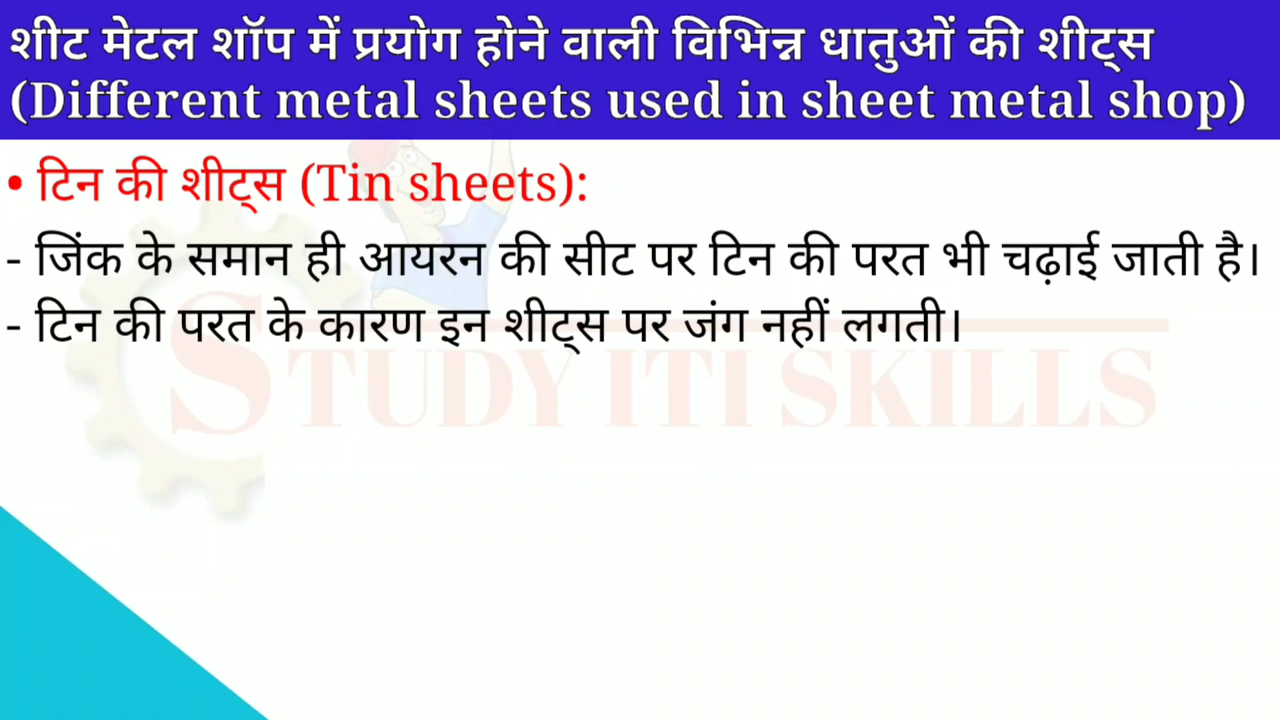 शीट मेटल शॉप में प्रयोग होने वाली विभिन्न धातुओं की शीट्स
(Different metal sheets used in sheet metal shop)
• टिन की शीट्स (Tin sheets):
- जिंक के समान ही आयरन की सीट पर टिन की परत भी चढ़ाई जाती है।
- टिन की परत के कारण इन शीट्स पर जंग नहीं लगती।
STUDY ITI SKILLS